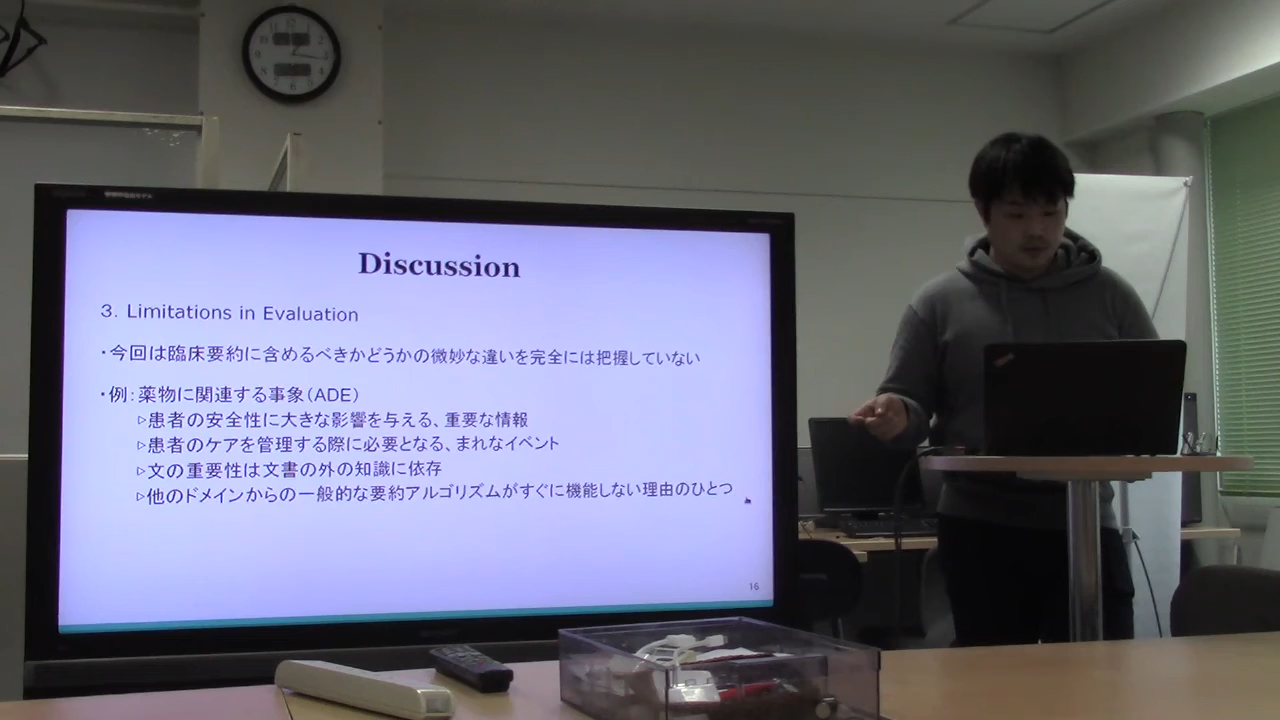 Discussion
3. Limitations in Evaluation
・今回は臨床要約に含めるべきかどうかの微妙な違いを完全には把握していない
・例:薬物に関連する事象(ADE)
▷患者の安全性に大きな影響を与える、重要な情報
▷患者のケアを管理する際に必要となる、まれなイベント
▷文の重要性は文書の外の知識に依存
▷他のドメインからの一般的な要約アルゴリズムがすぐに機能しない理由のひとつ
16